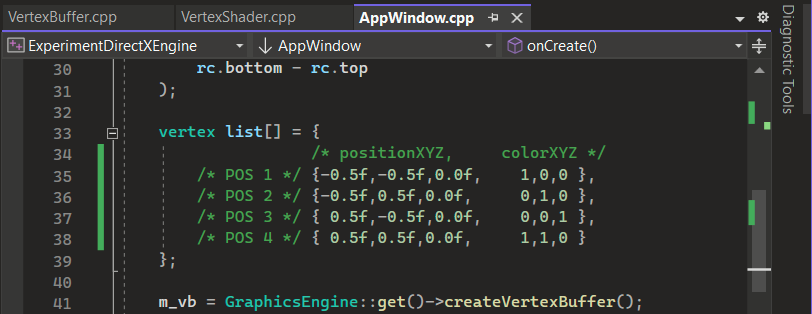 VertexBuffer.cpp VertexShader.cpp AppWindow.cpp
ExperimentDirectXEngine AppWindow onCreate()
30 rc.bottom - rc.top
31 );
32
33 vertex list[] = {
34 /* positionXYZ, colorXYZ */
35 /* POS 1 */ {-0.5f,-0.5f,0.0f, 1,0,0 },
36 /* POS 2 */ {-0.5f,0.5f,0.0f, 0,1,0 },
37 /* POS 3 */ { 0.5f,-0.5f,0.0f, 0,0,1 },
38 /* POS 4 */ { 0.5f,0.5f,0.0f, 1,1,0 }
39 };
40
41 m_vb = GraphicsEngine::get()->createVertexBuffer();
Diagnostic Tools